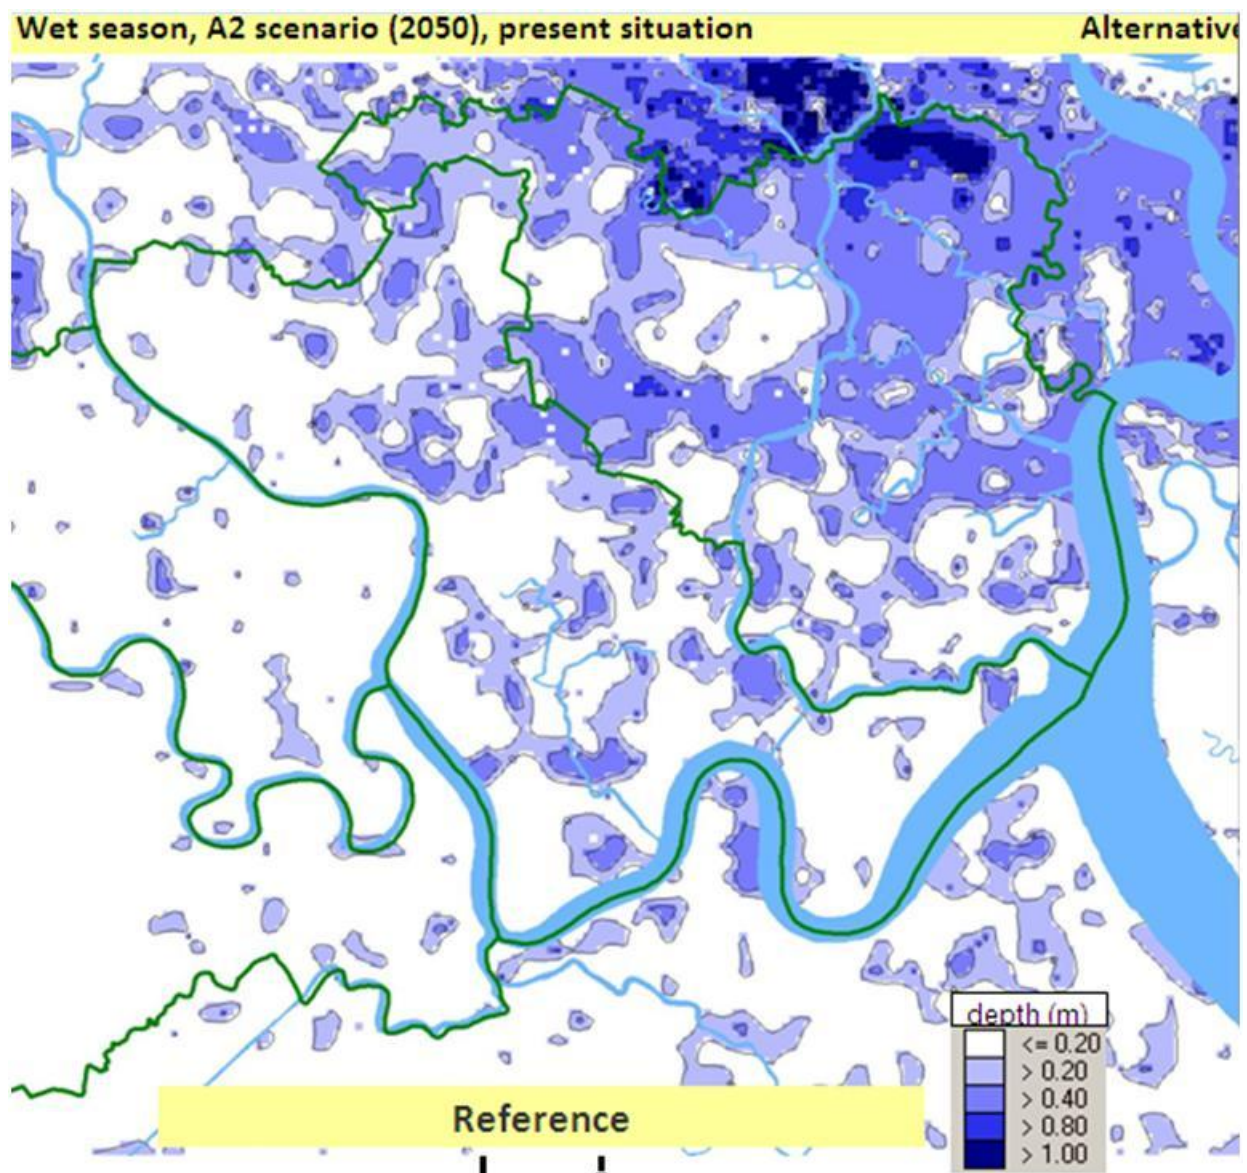 Wet season, A2 scenario (2050), present situation
Alternative
depth (m)
<= 0.20
> 0.20
> 0.40
> 0.80
> 1.00
Reference